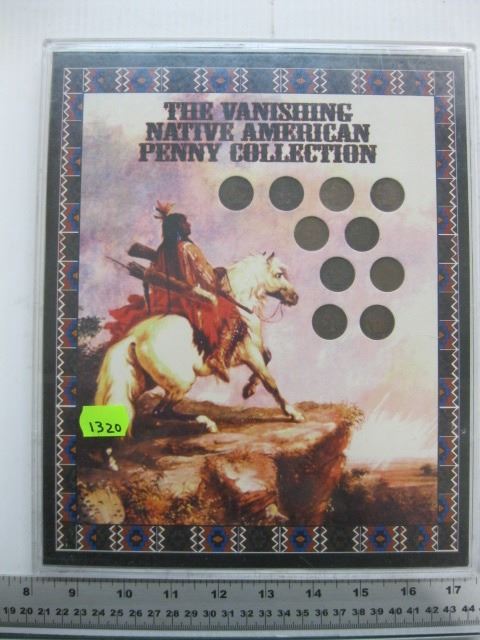 THE VANISHING
NATIVE AMERICAN
PENNY COLLECTION
1320
8 9 10 11 12 13 14 15 16 17
19 20 21 22 23 24 25 26 27 28 29 30 31 32 33 34 35 36 37 38 39 40 41 42 43 44